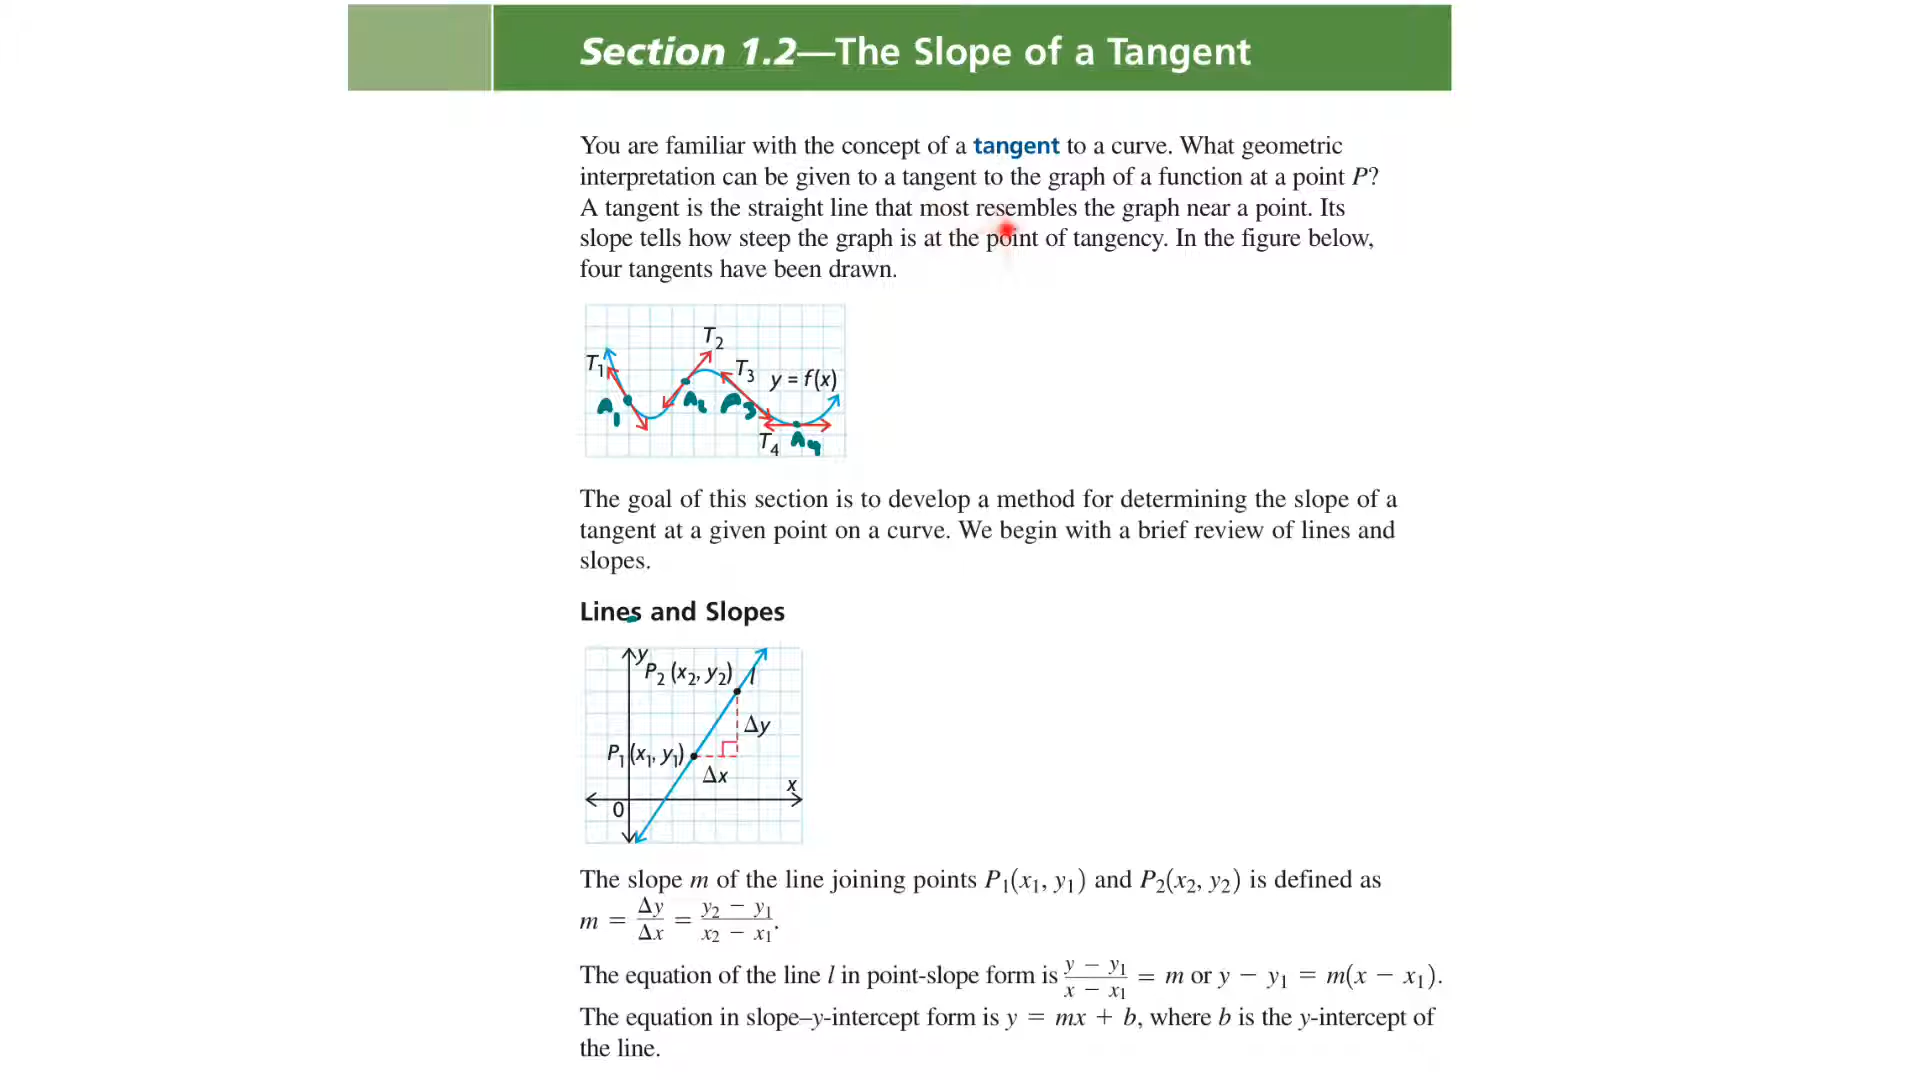 Section 1.2—The Slope of a Tangent
You are familiar with the concept of a tangent to a curve. What geometric
interpretation can be given to a tangent to the graph of a function at a point P?
A tangent is the straight line that most resembles the graph near a point. Its
slope tells how steep the graph is at the point of tangency. In the figure below,
four tangents have been drawn.
T₂
T₁
T₃ y = f(x)
A₁ A₂ A₃
T₄ A₄
The goal of this section is to develop a method for determining the slope of a
tangent at a given point on a curve. We begin with a brief review of lines and
slopes.
Lines and Slopes
y
P₂ (x₂, y₂) l
Δy
P₁ (x₁, y₁)
Δx
x
0
The slope m of the line joining points P₁(x₁, y₁) and P₂(x₂, y₂) is defined as
m = Δy/Δx = (y₂ − y₁)/(x₂ − x₁).
The equation of the line l in point-slope form is (y − y₁)/(x − x₁) = m or y − y₁ = m(x − x₁).
The equation in slope–y-intercept form is y = mx + b, where b is the y-intercept of
the line.